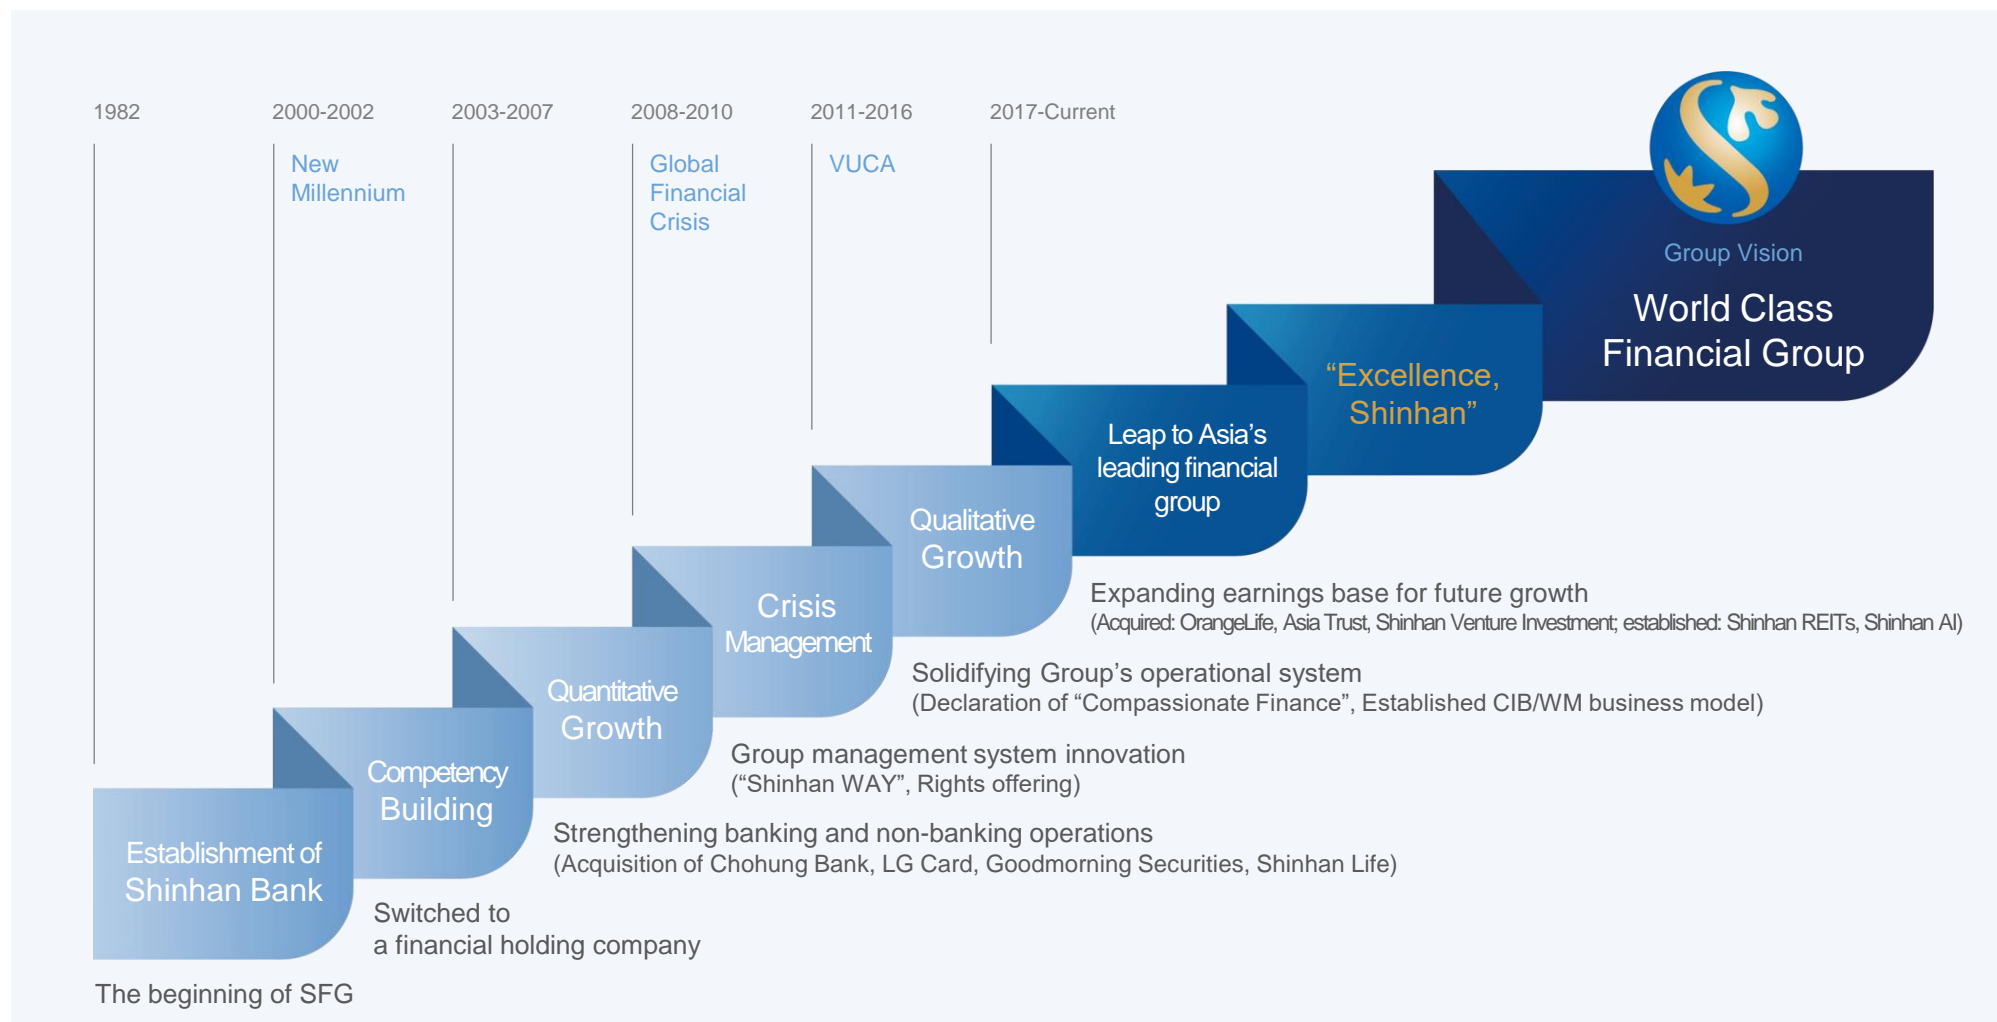 1982
2000-2002
2003-2007
2008-2010
2011-2016
2017-Current
New
Millennium
Global
Financial
Crisis
VUCA
Group Vision
World Class
Financial Group
“Excellence,
Shinhan”
Leap to Asia’s
leading financial
group
Qualitative
Growth
Expanding earnings base for future growth
(Acquired: OrangeLife, Asia Trust, Shinhan Venture Investment; established: Shinhan REITs, Shinhan AI)
Crisis
Management
Solidifying Group’s operational system
(Declaration of “Compassionate Finance”, Established CIB/WM business model)
Quantitative
Growth
Group management system innovation
(“Shinhan WAY”, Rights offering)
Competency
Building
Strengthening banking and non-banking operations
(Acquisition of Chohung Bank, LG Card, Goodmorning Securities, Shinhan Life)
Establishment of
Shinhan Bank
Switched to
a financial holding company
The beginning of SFG